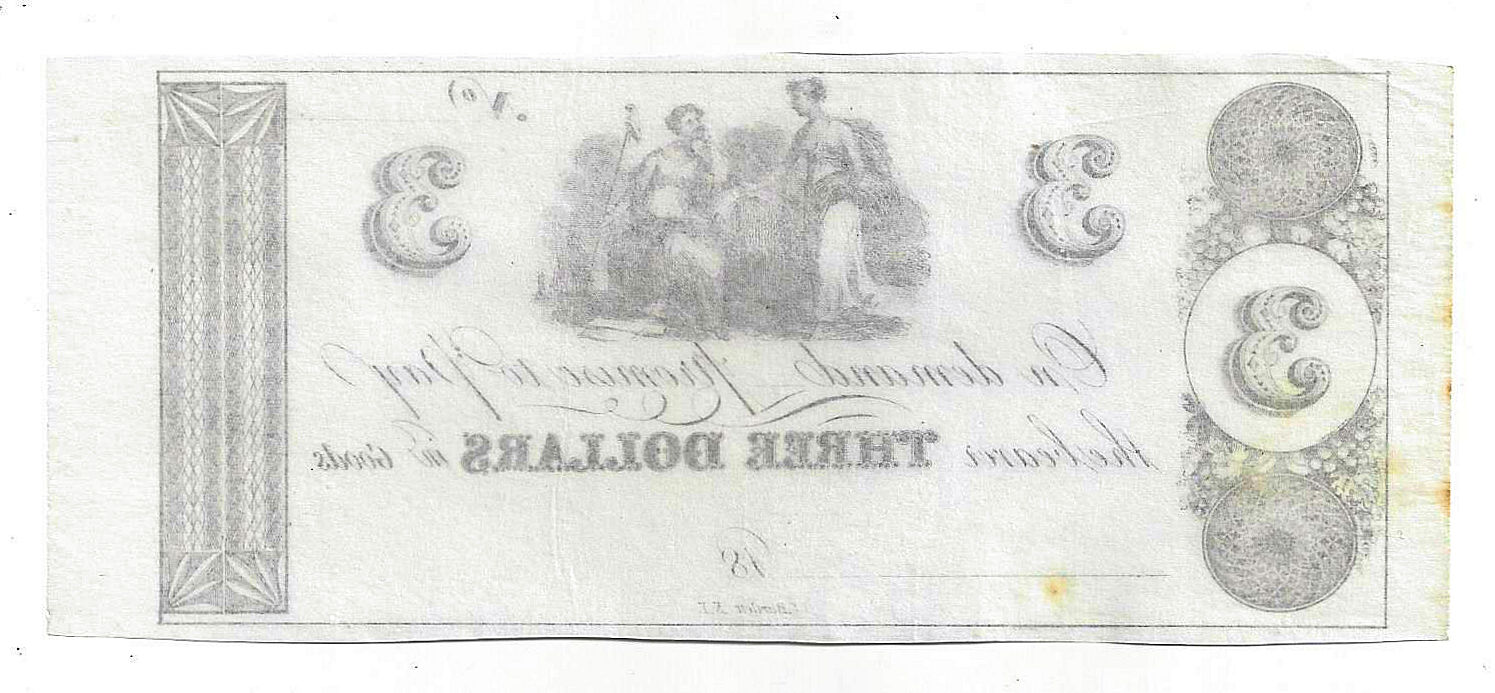 No.
3 3
3
On demand promise to Pay
the bearer THREE DOLLARS in Goods.
18
N.Y.